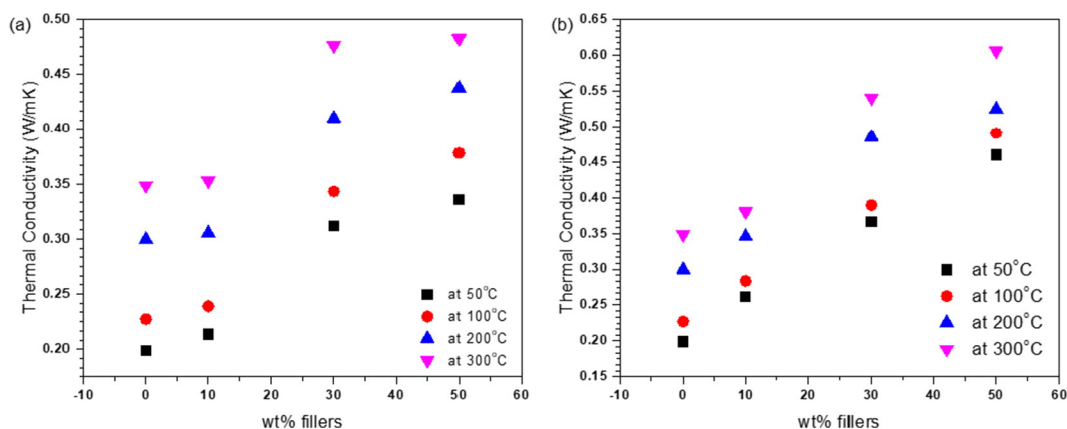 (a)
0.50
0.45
0.40
0.35
0.30
0.25
0.20
Thermal Conductivity (W/mK)
at 50°C
at 100°C
at 200°C
at 300°C
-10 0 10 20 30 40 50 60
wt% fillers
(b)
0.65
0.60
0.55
0.50
0.45
0.40
0.35
0.30
0.25
0.20
0.15
Thermal Conductivity (W/mK)
at 50°C
at 100°C
at 200°C
at 300°C
-10 0 10 20 30 40 50 60
wt% fillers